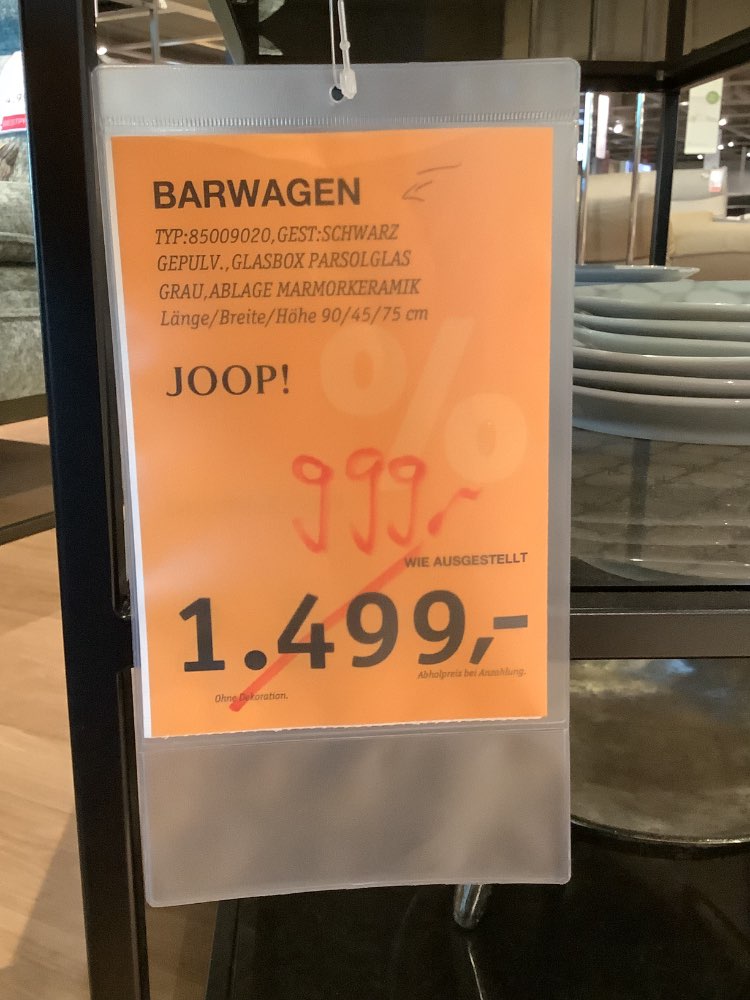 BARWAGEN
TYP:85009020,GEST:SCHWARZ
GEPULV.,GLASBOX PARSOLGLAS
GRAU,ABLAGE MARMORKERAMIK
Länge/Breite/Höhe 90/45/75 cm
JOOP!
%
999,-
WIE AUSGESTELLT
1.499,-
Abholpreis bei Anzahlung.
Ohne Dekoration.